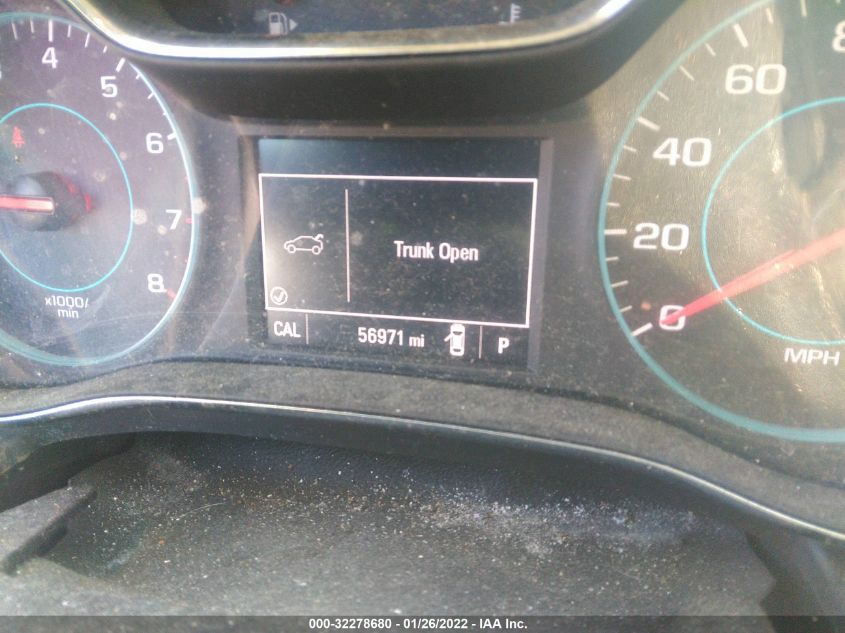 4
5
6
7
8
x1000/
min
Trunk Open
CAL
56971 mi
P
60
40
20
0
MPH
000-32278680 - 01/26/2022 - IAA Inc.